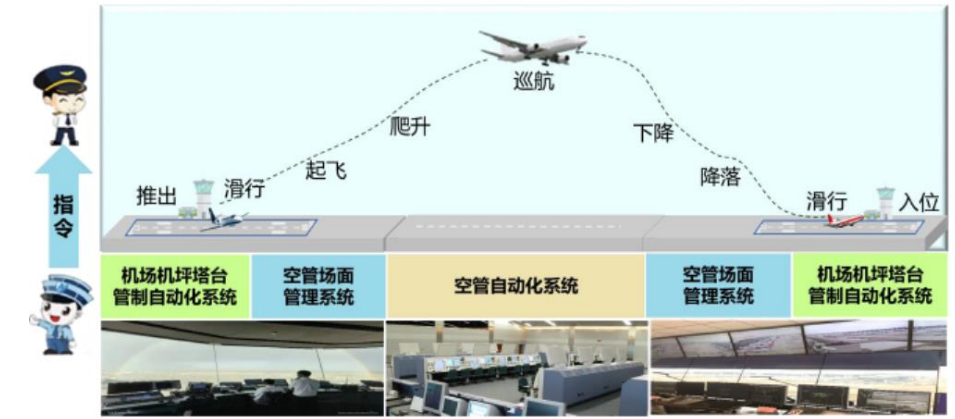 巡航
爬升
下降
起飞
降落
推出
滑行
滑行
入位
指令
机场机坪塔台
管制自动化系统
空管场面
管理系统
空管自动化系统
空管场面
管理系统
机场机坪塔台
管制自动化系统